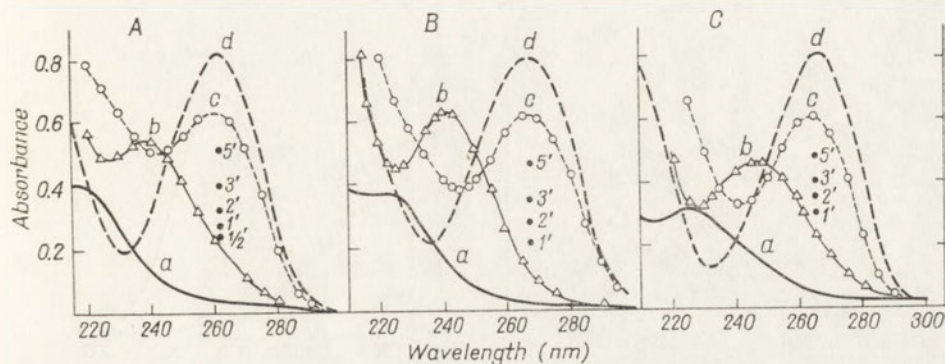 A B C
d d d
0.8
c c c
0.6
b b b
5' 5' 5'
0.4
3' 3' 3'
2' 2' 2'
1' 1' 1'
½'
0.2
a a a
220 240 260 280 220 240 260 280 220 240 260 280 300
Absorbance
Wavelength (nm)